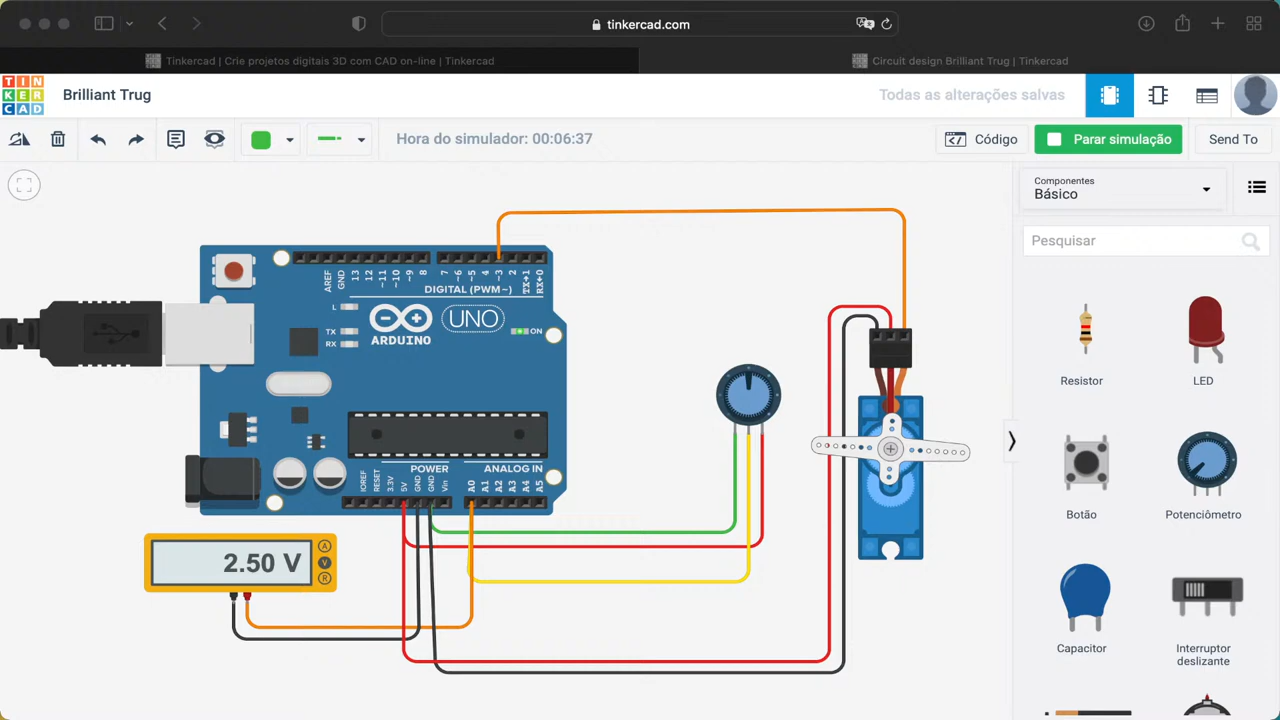 tinkercad.com
Tinkercad | Crie projetos digitais 3D com CAD on-line | Tinkercad
Circuit design Brilliant Trug | Tinkercad
TIN
KER
CAD
Brilliant Trug
Todas as alterações salvas
Hora do simulador: 00:06:37
Código
Parar simulação
Send To
Componentes
Básico
Pesquisar
Resistor
LED
Botão
Potenciômetro
Capacitor
Interruptor
deslizante
AREF
GND
13
12
~11
~10
~9
8
7
~6
~5
4
~3
2
TX→1
RX←0
DIGITAL (PWM~)
L
TX
RX
ARDUINO
UNO
ON
POWER
ANALOG IN
IOREF
RESET
3.3V
5V
GND
GND
Vin
A0
A1
A2
A3
A4
A5
2.50 V
A
V
R